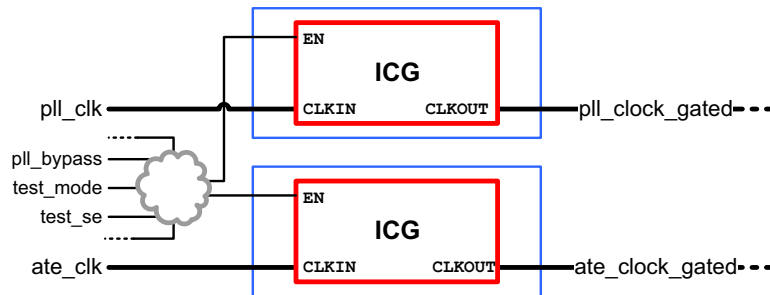 EN
ICG
pll_clk
CLKIN CLKOUT
pll_clock_gated
pll_bypass
test_mode
test_se
EN
ICG
ate_clk
CLKIN CLKOUT
ate_clock_gated